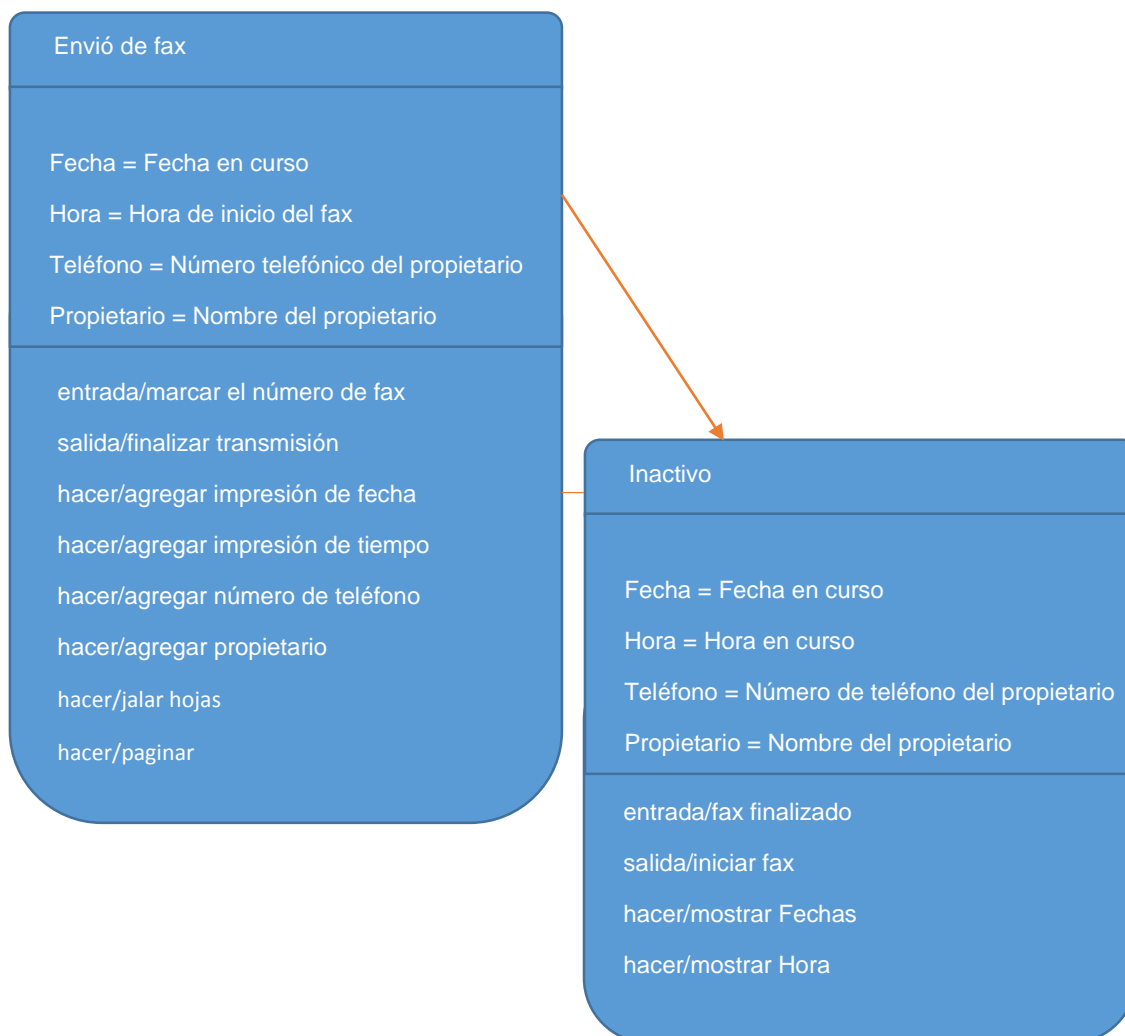 Envió de fax
Fecha = Fecha en curso
Hora = Hora de inicio del fax
Teléfono = Número telefónico del propietario
Propietario = Nombre del propietario
entrada/marcar el número de fax
salida/finalizar transmisión
hacer/agregar impresión de fecha
hacer/agregar impresión de tiempo
hacer/agregar número de teléfono
hacer/agregar propietario
hacer/jalar hojas
hacer/paginar
Inactivo
Fecha = Fecha en curso
Hora = Hora en curso
Teléfono = Número de teléfono del propietario
Propietario = Nombre del propietario
entrada/fax finalizado
salida/iniciar fax
hacer/mostrar Fechas
hacer/mostrar Hora